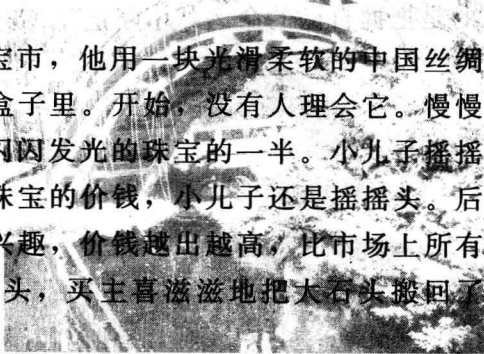 宝市，他用一块光滑柔软的中国丝绸
盒子里。开始，没有人理会它。慢慢
闪闪发光的珠宝的一半。小儿子摇摇
珠宝的价钱，小儿子还是摇摇头。后
兴趣，价钱越出越高，比市场上所有
头，买主喜滋滋地把大石头搬回了